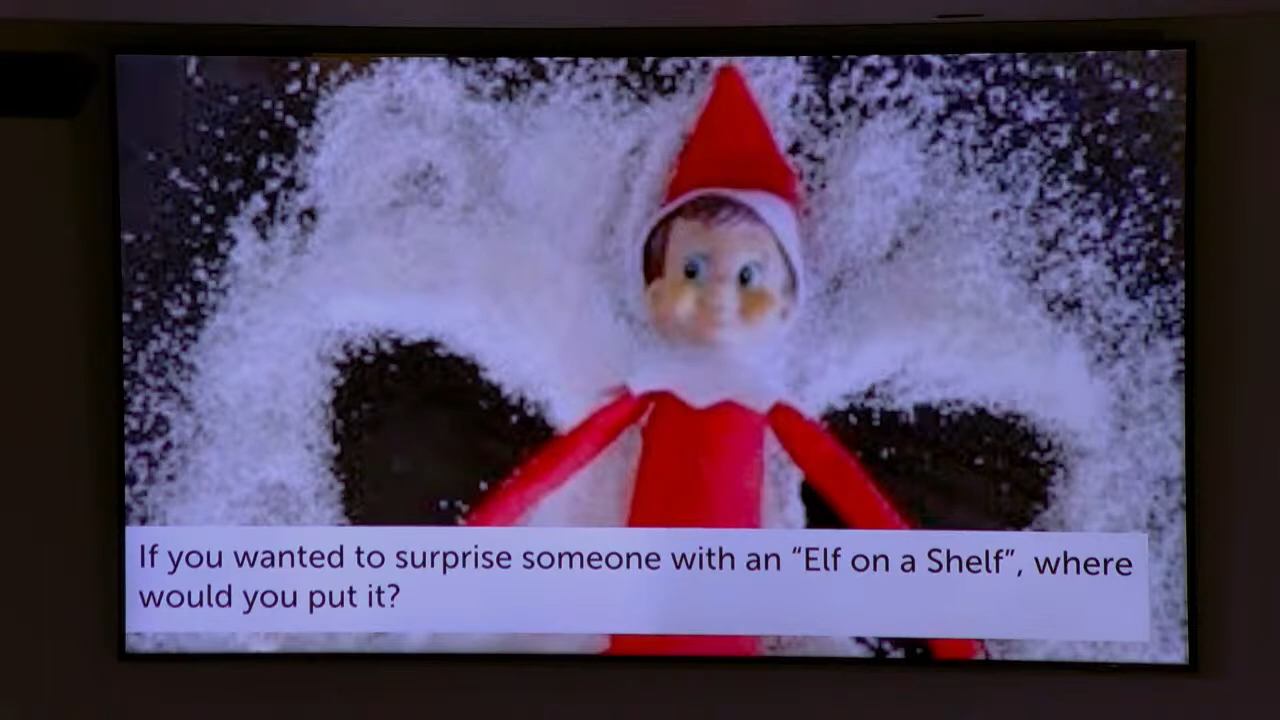 If you wanted to surprise someone with an “Elf on a Shelf”, where
would you put it?